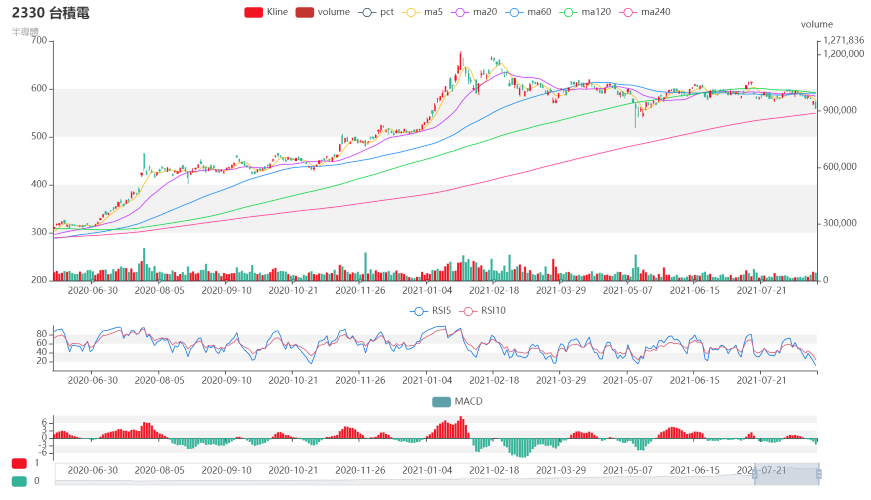 2330 台積電
半導體
Kline volume pct ma5 ma20 ma60 ma120 ma240
volume
700
600
500
400
300
200
1,271,836
1,200,000
900,000
600,000
300,000
0
2020-06-30 2020-08-05 2020-09-10 2020-10-21 2020-11-26 2021-01-04 2021-02-18 2021-03-29 2021-05-07 2021-06-15 2021-07-21
RSI5 RSI10
80
60
40
20
2020-06-30 2020-08-05 2020-09-10 2020-10-21 2020-11-26 2021-01-04 2021-02-18 2021-03-29 2021-05-07 2021-06-15 2021-07-21
MACD
6
3
0
-3
-6
1
0
2020-06-30 2020-08-05 2020-09-10 2020-10-21 2020-11-26 2021-01-04 2021-02-18 2021-03-29 2021-05-07 2021-06-15 2021-07-21